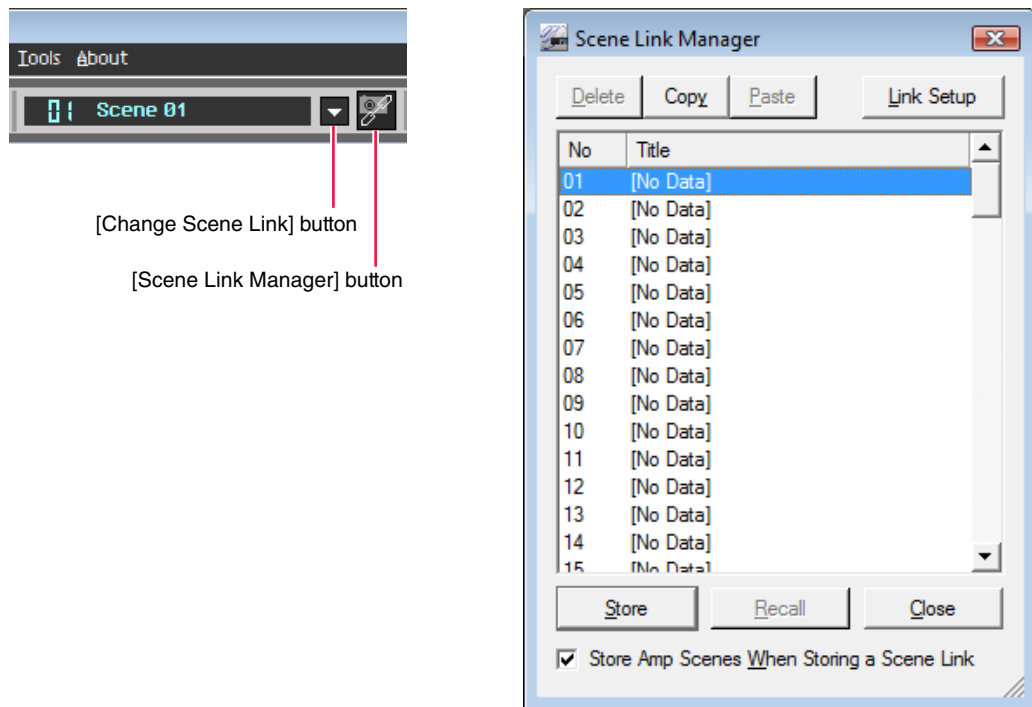 Tools About
01 Scene 01
[Change Scene Link] button
[Scene Link Manager] button
Scene Link Manager
Delete Copy Paste Link Setup
No Title
01 [No Data]
02 [No Data]
03 [No Data]
04 [No Data]
05 [No Data]
06 [No Data]
07 [No Data]
08 [No Data]
09 [No Data]
10 [No Data]
11 [No Data]
12 [No Data]
13 [No Data]
14 [No Data]
15 [No Data]
Store Recall Close
Store Amp Scenes When Storing a Scene Link